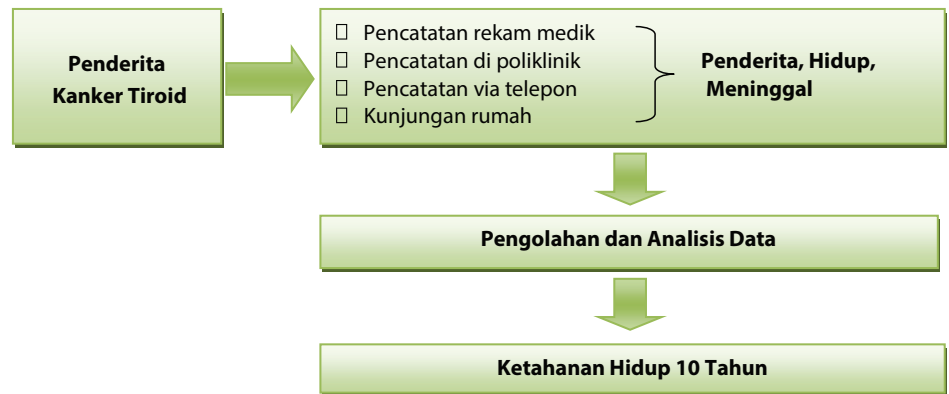 Penderita
Kanker Tiroid
Pencatatan rekam medik
Pencatatan di poliklinik
Pencatatan via telepon
Kunjungan rumah
Penderita, Hidup,
Meninggal
Pengolahan dan Analisis Data
Ketahanan Hidup 10 Tahun